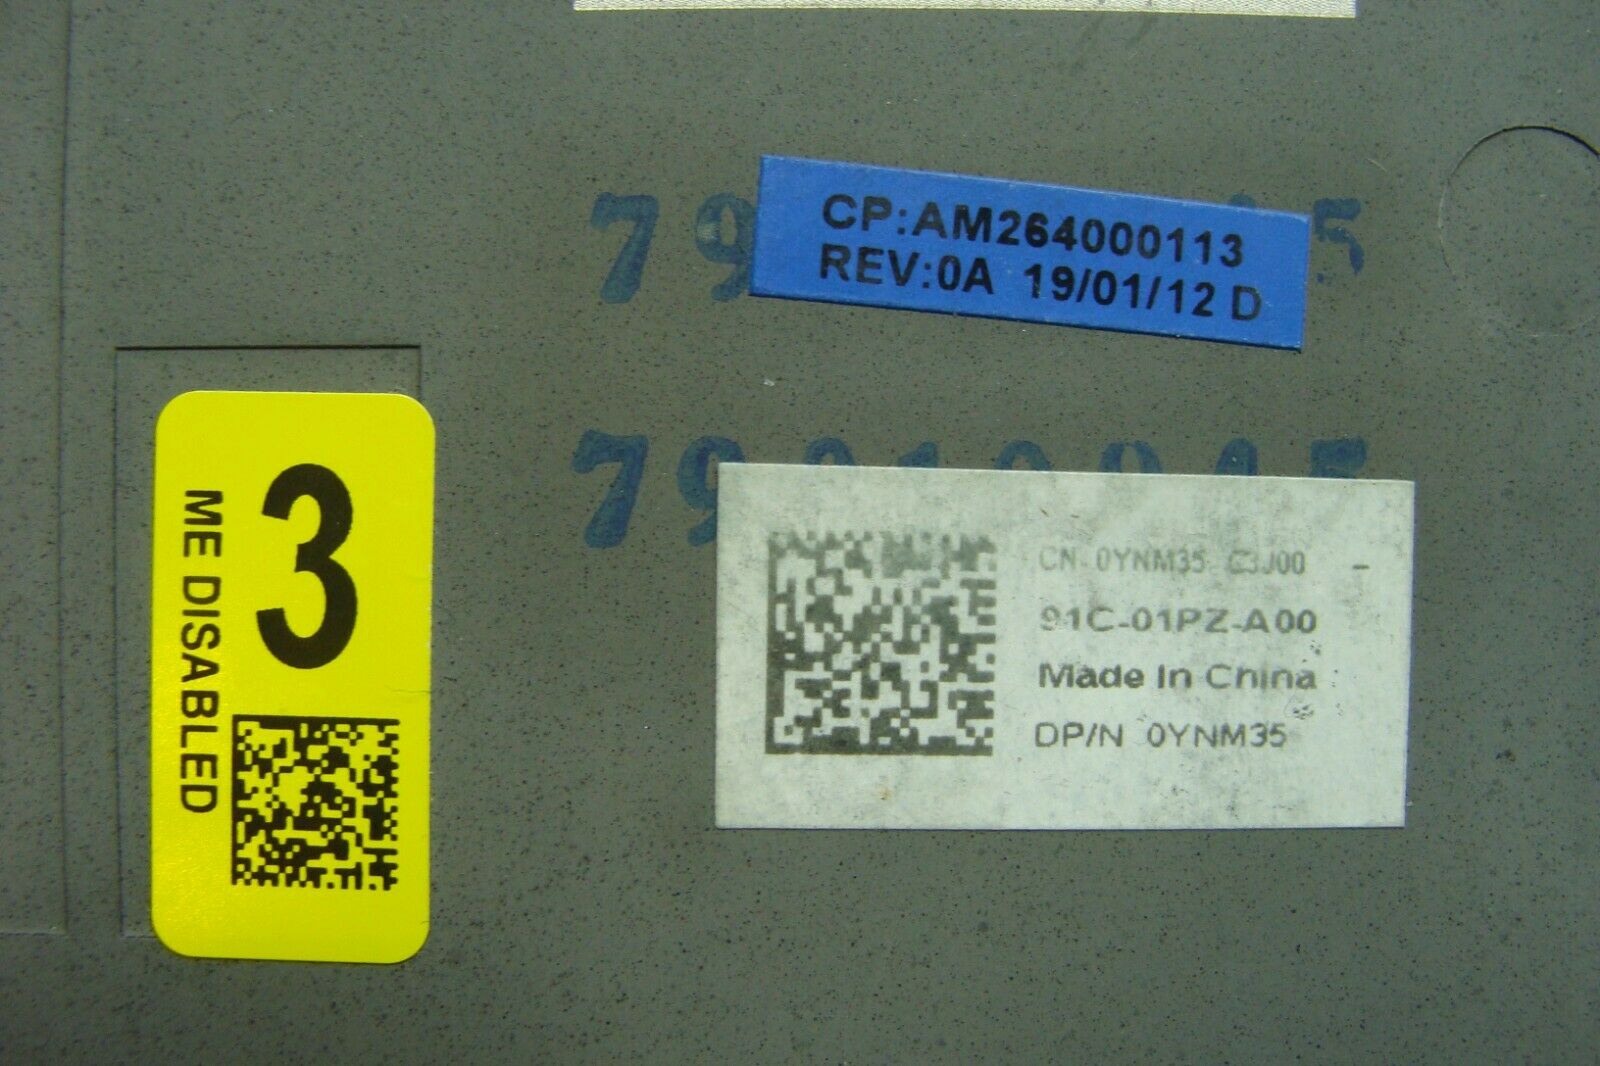 CP:AM264000113
REV:0A 19/01/12 D
3
ME DISABLED
CN 0YNM35 C3J00 -
91C-01PZ-A00
Made In China
DP/N 0YNM35